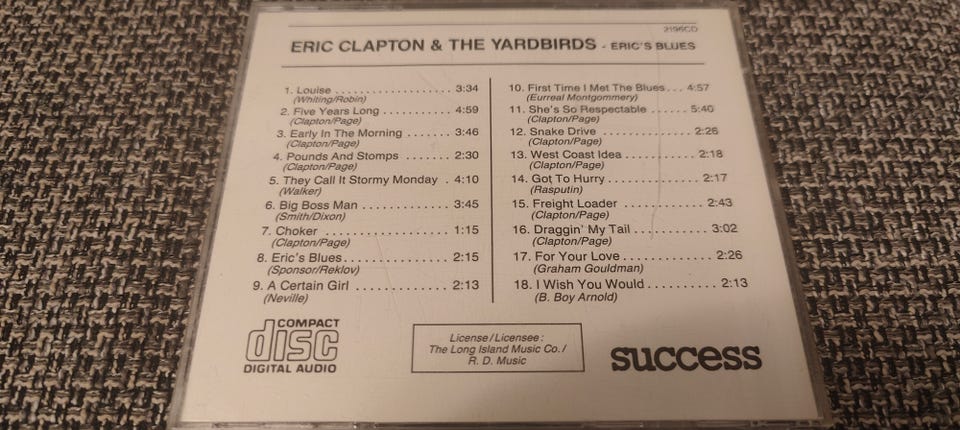 2196CD
ERIC CLAPTON & THE YARDBIRDS - ERIC'S BLUES
1. Louise .................... 3:34
(Whiting/Robin)
2. Five Years Long ........... 4:59
(Clapton/Page)
3. Early In The Morning ....... 3:46
(Clapton/Page)
4. Pounds And Stomps ....... 2:30
(Clapton/Page)
5. They Call It Stormy Monday . 4:10
(Walker)
6. Big Boss Man ............. 3:45
(Smith/Dixon)
7. Choker .................. 1:15
(Clapton/Page)
8. Eric's Blues................ 2:15
(Sponsor/Reklov)
9. A Certain Girl ............. 2:13
(Neville)
10. First Time I Met The Blues... 4:57
(Eurreal Montgommery)
11. She's So Respectable ..... 5:40
(Clapton/Page)
12. Snake Drive .............. 2:26
(Clapton/Page)
13. West Coast Idea ........... 2:18
(Clapton/Page)
14. Got To Hurry .............. 2:17
(Rasputin)
15. Freight Loader ............ 2:43
(Clapton/Page)
16. Draggin' My Tail ........... 3:02
(Clapton/Page)
17. For Your Love ............. 2:26
(Graham Gouldman)
18. I Wish You Would .......... 2:13
(B. Boy Arnold)
COMPACT
disc
DIGITAL AUDIO
License/Licensee:
The Long Island Music Co./
R. D. Music
success